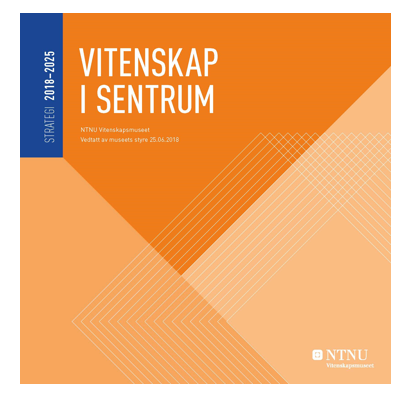 STRATEGI 2018–2025
VITENSKAP
I SENTRUM
NTNU Vitenskapsmuseet
Vedtatt av museets styre 25.06.2018
NTNU
Vitenskapsmuseet